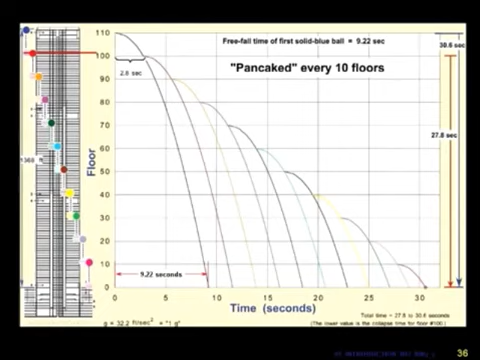 Free-fall time of first solid-blue ball = 9.22 sec
30.6 sec
"Pancaked" every 10 floors
2.8 sec
27.8 sec
Floor
110
100
90
80
70
60
50
40
30
20
10
0
9.22 seconds
0
5
10
15
20
25
30
Time (seconds)
g = 32.2 ft/sec² = "1 g"
Total time = 27.8 to 30.6 seconds
(The lower value is the collapse time for floor #100.)
36